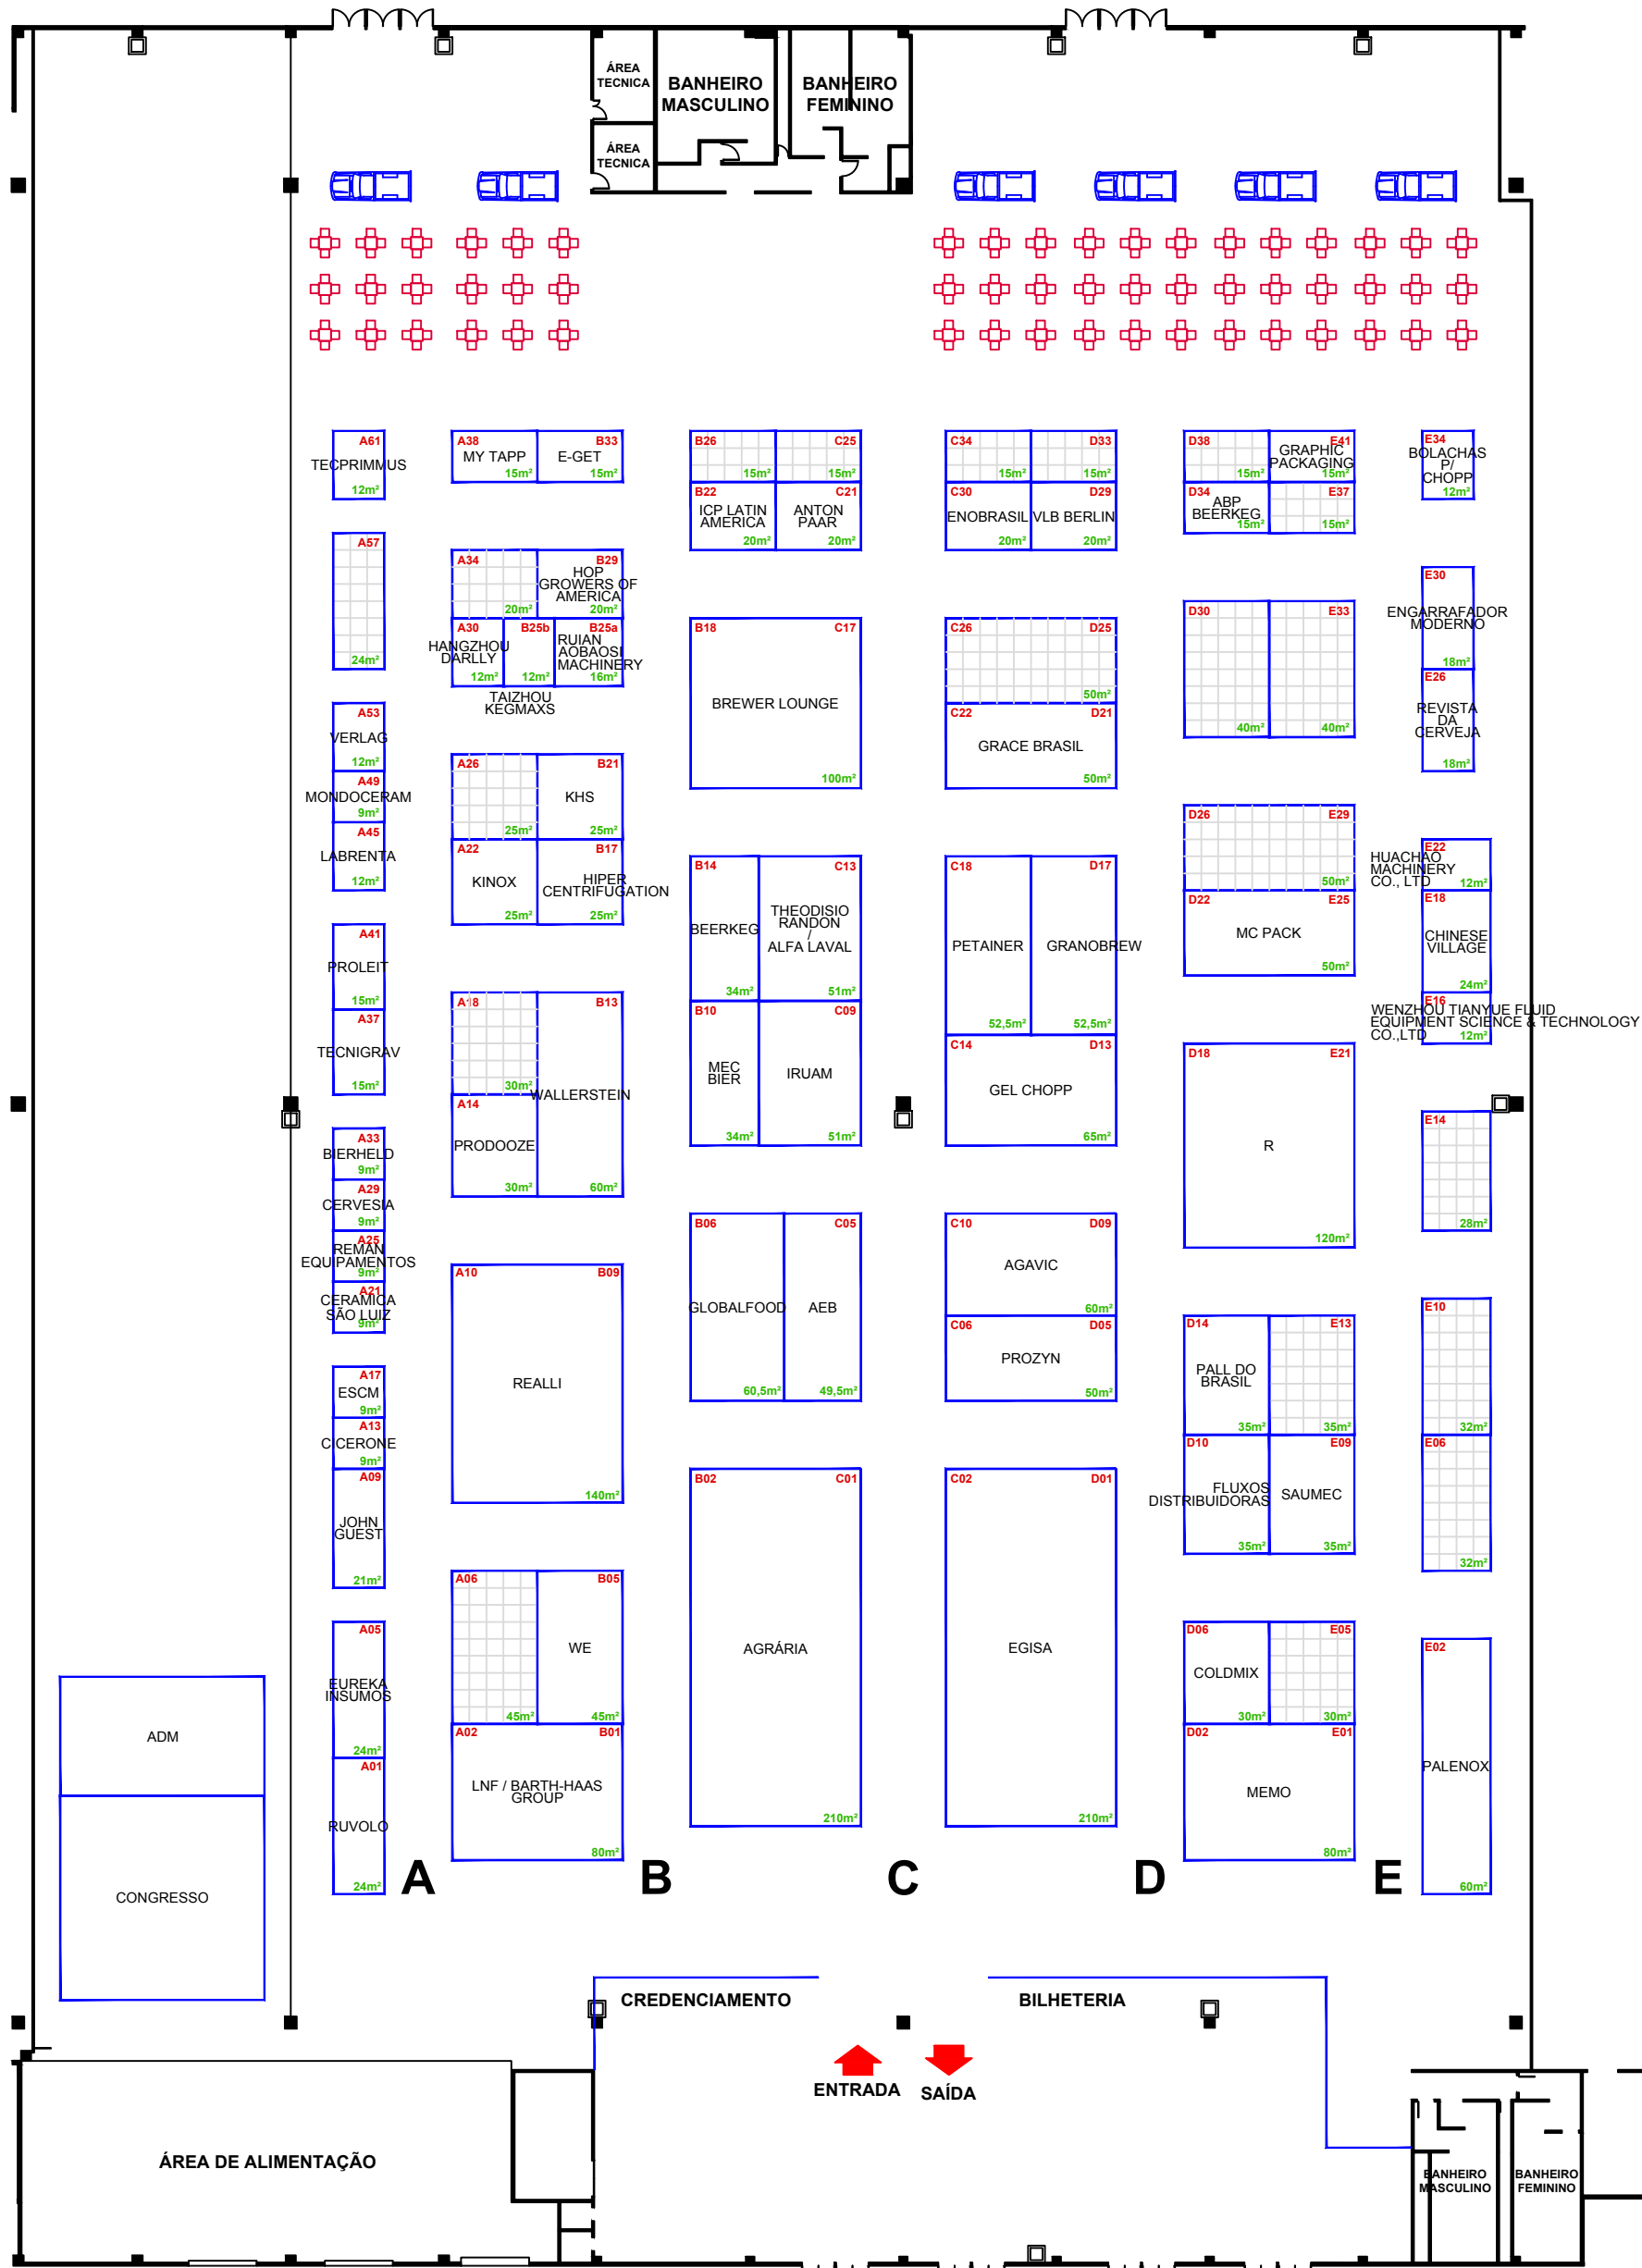 ÁREA
TECNICA
BANHEIRO
MASCULINO
BANHEIRO
FEMININO
ÁREA
TECNICA
A61
TECPRIMMUS
12m²
A57
24m²
A53
VERLAG
12m²
A49
MONDOCERAM
9m²
A45
LABRENTA
12m²
A41
PROLEIT
15m²
A37
TECNIGRAV
15m²
A33
BIERHELD
9m²
A29
CERVESIA
9m²
A25
REMAN
EQUIPAMENTOS
9m²
A21
CERAMICA
SÃO LUIZ
9m²
A17
ESCM
9m²
A13
CICERONE
9m²
A09
JOHN
GUEST
21m²
A05
EUREKA
INSUMOS
24m²
A01
RUVOLO
24m²
A38
MY TAPP
15m²
B33
E-GET
15m²
A34
20m²
B29
HOP
GROWERS OF
AMERICA
20m²
A30
HANGZHOU
DARLLY
12m²
B25b
12m²
TAIZHOU
KEGMAXS
B25a
RUIAN
AOBAOSI
MACHINERY
16m²
A26
25m²
B21
KHS
25m²
A22
KINOX
25m²
B17
HIPER
CENTRIFUGATION
25m²
A18
30m²
B13
WALLERSTEIN
60m²
A14
PRODOOZE
30m²
A10
B09
REALLI
140m²
A06
45m²
B05
WE
45m²
A02
B01
LNF / BARTH-HAAS
GROUP
80m²
B26
15m²
C25
15m²
B22
ICP LATIN
AMERICA
20m²
C21
ANTON
PAAR
20m²
B18
C17
BREWER LOUNGE
100m²
B14
BEERKEG
34m²
C13
THEODISIO
RANDON
/
ALFA LAVAL
51m²
B10
MEC
BIER
34m²
C09
IRUAM
51m²
B06
GLOBALFOOD
60,5m²
C05
AEB
49,5m²
B02
C01
AGRÁRIA
210m²
C34
15m²
D33
15m²
C30
ENOBRASIL
20m²
D29
VLB BERLIN
20m²
C26
D25
50m²
C22
D21
GRACE BRASIL
50m²
C18
PETAINER
52,5m²
D17
GRANOBREW
52,5m²
C14
D13
GEL CHOPP
65m²
C10
D09
AGAVIC
60m²
C06
D05
PROZYN
50m²
C02
D01
EGISA
210m²
D38
15m²
E41
GRAPHIC
PACKAGING
15m²
D34
ABP
BEERKEG
15m²
E37
15m²
D30
40m²
E33
40m²
D26
E29
50m²
D22
E25
MC PACK
50m²
D18
E21
R
120m²
D14
PALL DO
BRASIL
35m²
E13
35m²
D10
FLUXOS
DISTRIBUIDORAS
35m²
E09
SAUMEC
35m²
D06
COLDMIX
30m²
E05
30m²
D02
E01
MEMO
80m²
E34
BOLACHAS
P/
CHOPP
12m²
E30
ENGARRAFADOR
MODERNO
18m²
E26
REVISTA
DA
CERVEJA
18m²
E22
HUACHAO
MACHINERY
CO., LTD
12m²
E18
CHINESE
VILLAGE
24m²
E16
WENZHOU TIANYUE FLUID
EQUIPMENT SCIENCE & TECHNOLOGY
CO.,LTD
12m²
E14
28m²
E10
32m²
E06
32m²
E02
PALENOX
60m²
ADM
CONGRESSO
A
B
C
D
E
CREDENCIAMENTO
BILHETERIA
ENTRADA
SAÍDA
ÁREA DE ALIMENTAÇÃO
BANHEIRO
MASCULINO
BANHEIRO
FEMININO